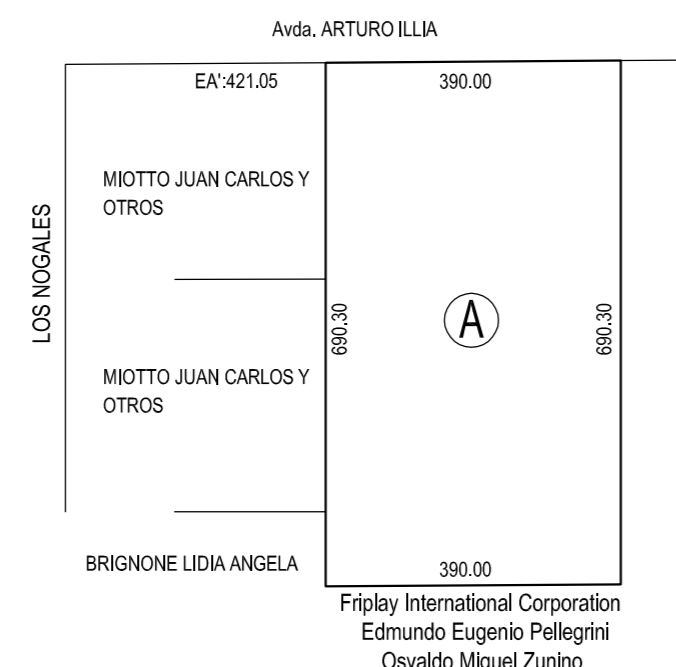 Avda. ARTURO ILLIA
EA':421.05
390.00
MIOTTO JUAN CARLOS Y
OTROS
LOS NOGALES
690.30
A
690.30
MIOTTO JUAN CARLOS Y
OTROS
BRIGNONE LIDIA ANGELA
390.00
Friplay International Corporation
Edmundo Eugenio Pellegrini
Osvaldo Miguel Zunino